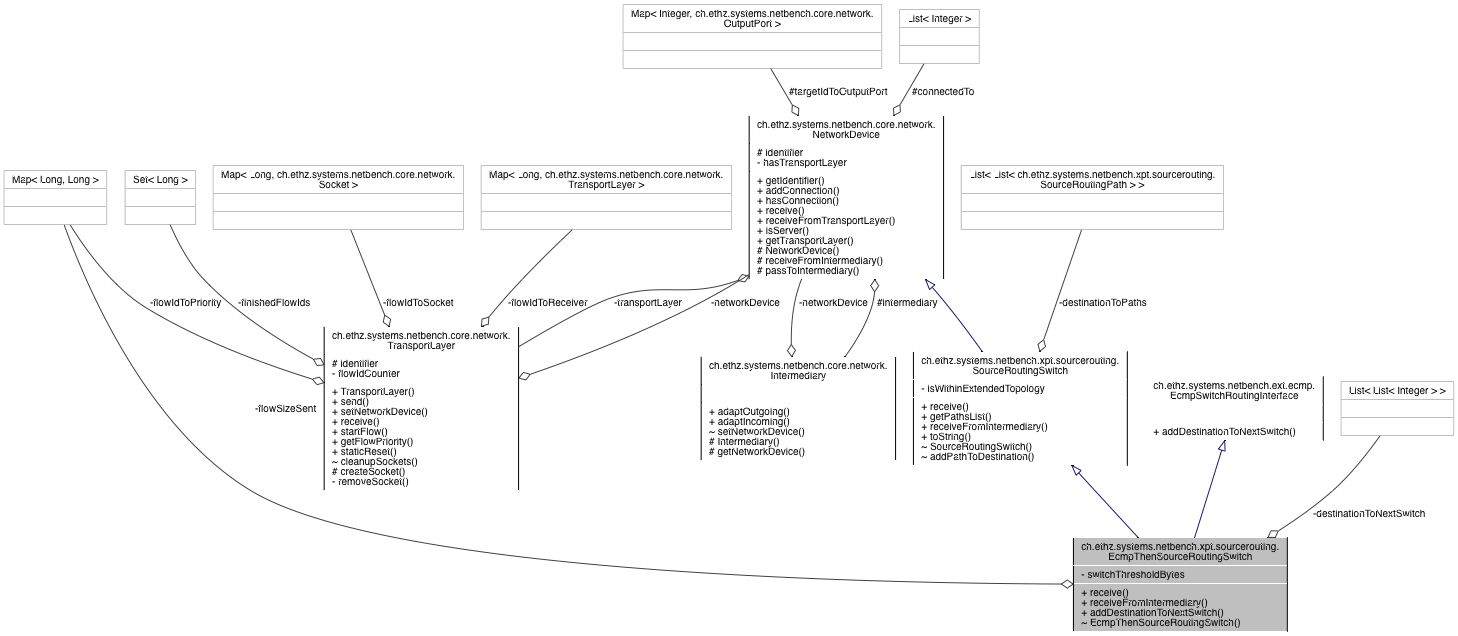 Map< Integer, ch.ethz.systems.netbench.core.network.
OutputPort >
List< Integer >
#targetIdToOutputPort
#connectedTo
ch.ethz.systems.netbench.core.network.
NetworkDevice
# identifier
- hasTransportLayer
+ getIdentifier()
+ addConnection()
+ hasConnection()
+ receive()
+ receiveFromTransportLayer()
+ isServer()
+ getTransportLayer()
# NetworkDevice()
# receiveFromIntermediary()
# passToIntermediary()
Map< Long, Long >
Set< Long >
Map< Long, ch.ethz.systems.netbench.core.network.
Socket >
Map< Long, ch.ethz.systems.netbench.core.network.
TransportLayer >
List< List< ch.ethz.systems.netbench.xpt.sourcerouting.
SourceRoutingPath > >
-flowIdToPriority
-finishedFlowIds
-flowIdToSocket
-flowIdToReceiver
-transportLayer
-networkDevice
-networkDevice
#intermediary
-destinationToPaths
ch.ethz.systems.netbench.core.network.
TransportLayer
# identifier
- flowIdCounter
+ TransportLayer()
+ send()
+ setNetworkDevice()
+ receive()
+ startFlow()
+ getFlowPriority()
+ staticReset()
~ cleanupSockets()
# createSocket()
- removeSocket()
-flowSizeSent
ch.ethz.systems.netbench.core.network.
Intermediary
+ adaptOutgoing()
+ adaptIncoming()
~ setNetworkDevice()
# Intermediary()
# getNetworkDevice()
ch.ethz.systems.netbench.xpt.sourcerouting.
SourceRoutingSwitch
- isWithinExtendedTopology
+ receive()
+ getPathsList()
+ receiveFromIntermediary()
+ toString()
~ SourceRoutingSwitch()
~ addPathToDestination()
ch.ethz.systems.netbench.ext.ecmp.
EcmpSwitchRoutingInterface
+ addDestinationToNextSwitch()
List< List< Integer > >
-destinationToNextSwitch
ch.ethz.systems.netbench.xpt.sourcerouting.
EcmpThenSourceRoutingSwitch
- switchThresholdBytes
+ receive()
+ receiveFromIntermediary()
+ addDestinationToNextSwitch()
~ EcmpThenSourceRoutingSwitch()